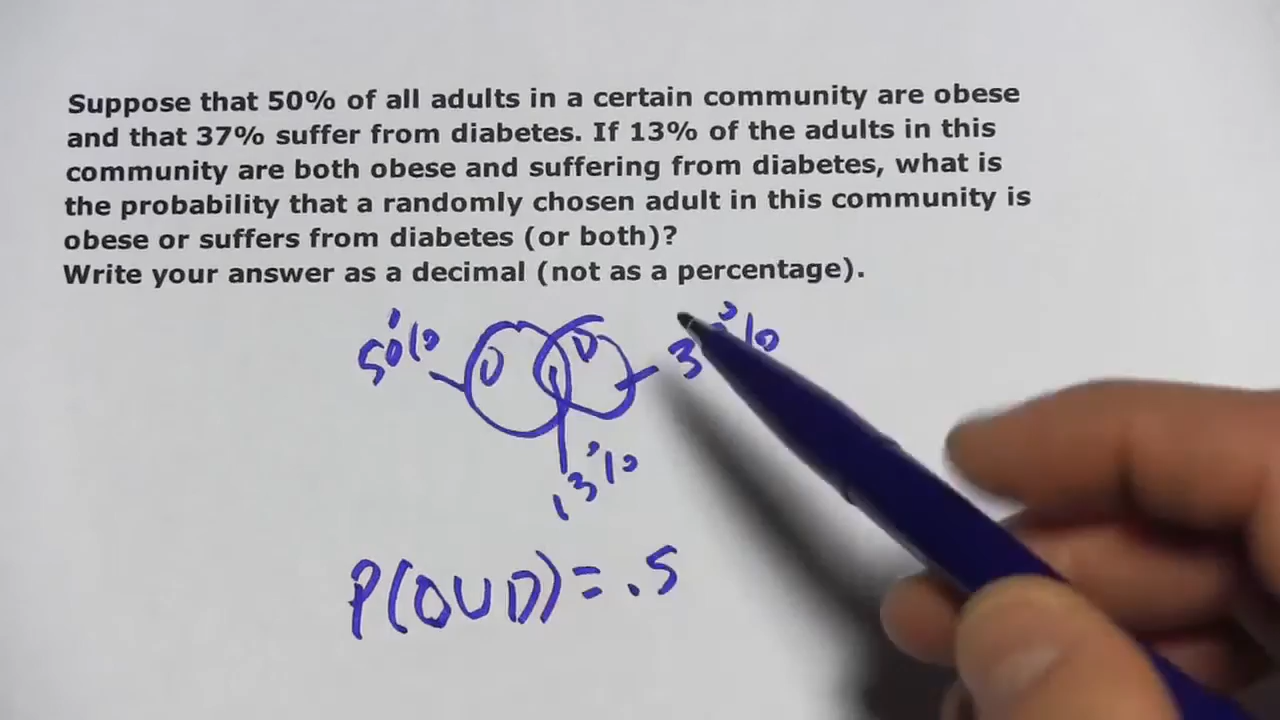 Suppose that 50% of all adults in a certain community are obese
and that 37% suffer from diabetes. If 13% of the adults in this
community are both obese and suffering from diabetes, what is
the probability that a randomly chosen adult in this community is
obese or suffers from diabetes (or both)?
Write your answer as a decimal (not as a percentage).
50%
O
D
13%
P(OUD)=.5